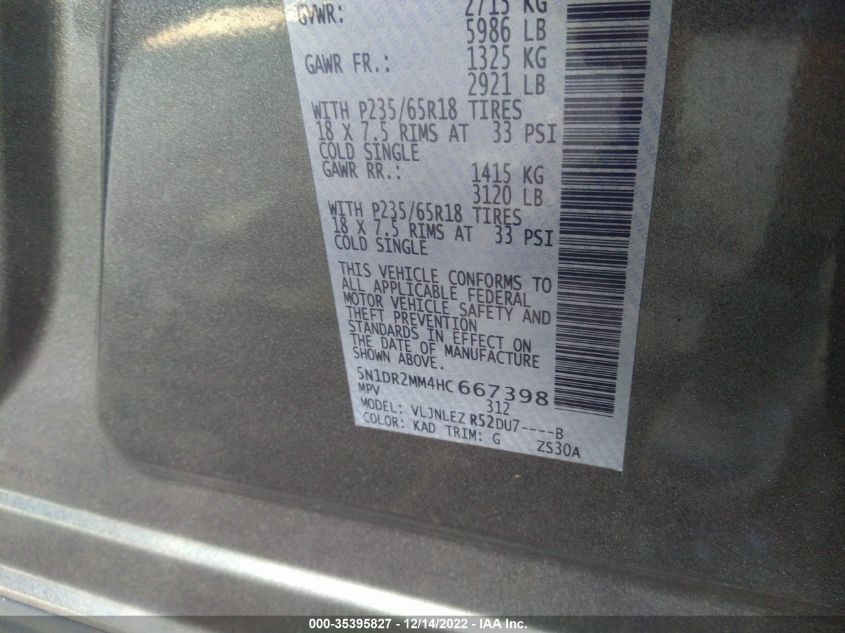 GVWR: 2715 KG
5986 LB
GAWR FR.: 1325 KG
2921 LB
WITH P235/65R18 TIRES
18 X 7.5 RIMS AT 33 PSI
COLD SINGLE
GAWR RR.: 1415 KG
3120 LB
WITH P235/65R18 TIRES
18 X 7.5 RIMS AT 33 PSI
COLD SINGLE
THIS VEHICLE CONFORMS TO
ALL APPLICABLE FEDERAL
MOTOR VEHICLE SAFETY AND
THEFT PREVENTION
STANDARDS IN EFFECT ON
THE DATE OF MANUFACTURE
SHOWN ABOVE.
5N1DR2MM4HC667398
MPV 312
MODEL: VLJNLEZ R52DU7----B
COLOR: KAD TRIM: G ZS30A
000-35395827 - 12/14/2022 - IAA Inc.